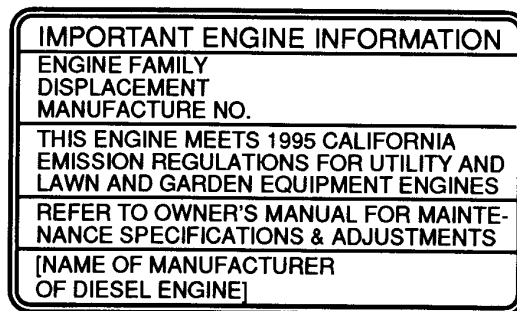 IMPORTANT ENGINE INFORMATION
ENGINE FAMILY
DISPLACEMENT
MANUFACTURE NO.
THIS ENGINE MEETS 1995 CALIFORNIA
EMISSION REGULATIONS FOR UTILITY AND
LAWN AND GARDEN EQUIPMENT ENGINES
REFER TO OWNER'S MANUAL FOR MAINTE-
NANCE SPECIFICATIONS & ADJUSTMENTS
[NAME OF MANUFACTURER
OF DIESEL ENGINE]